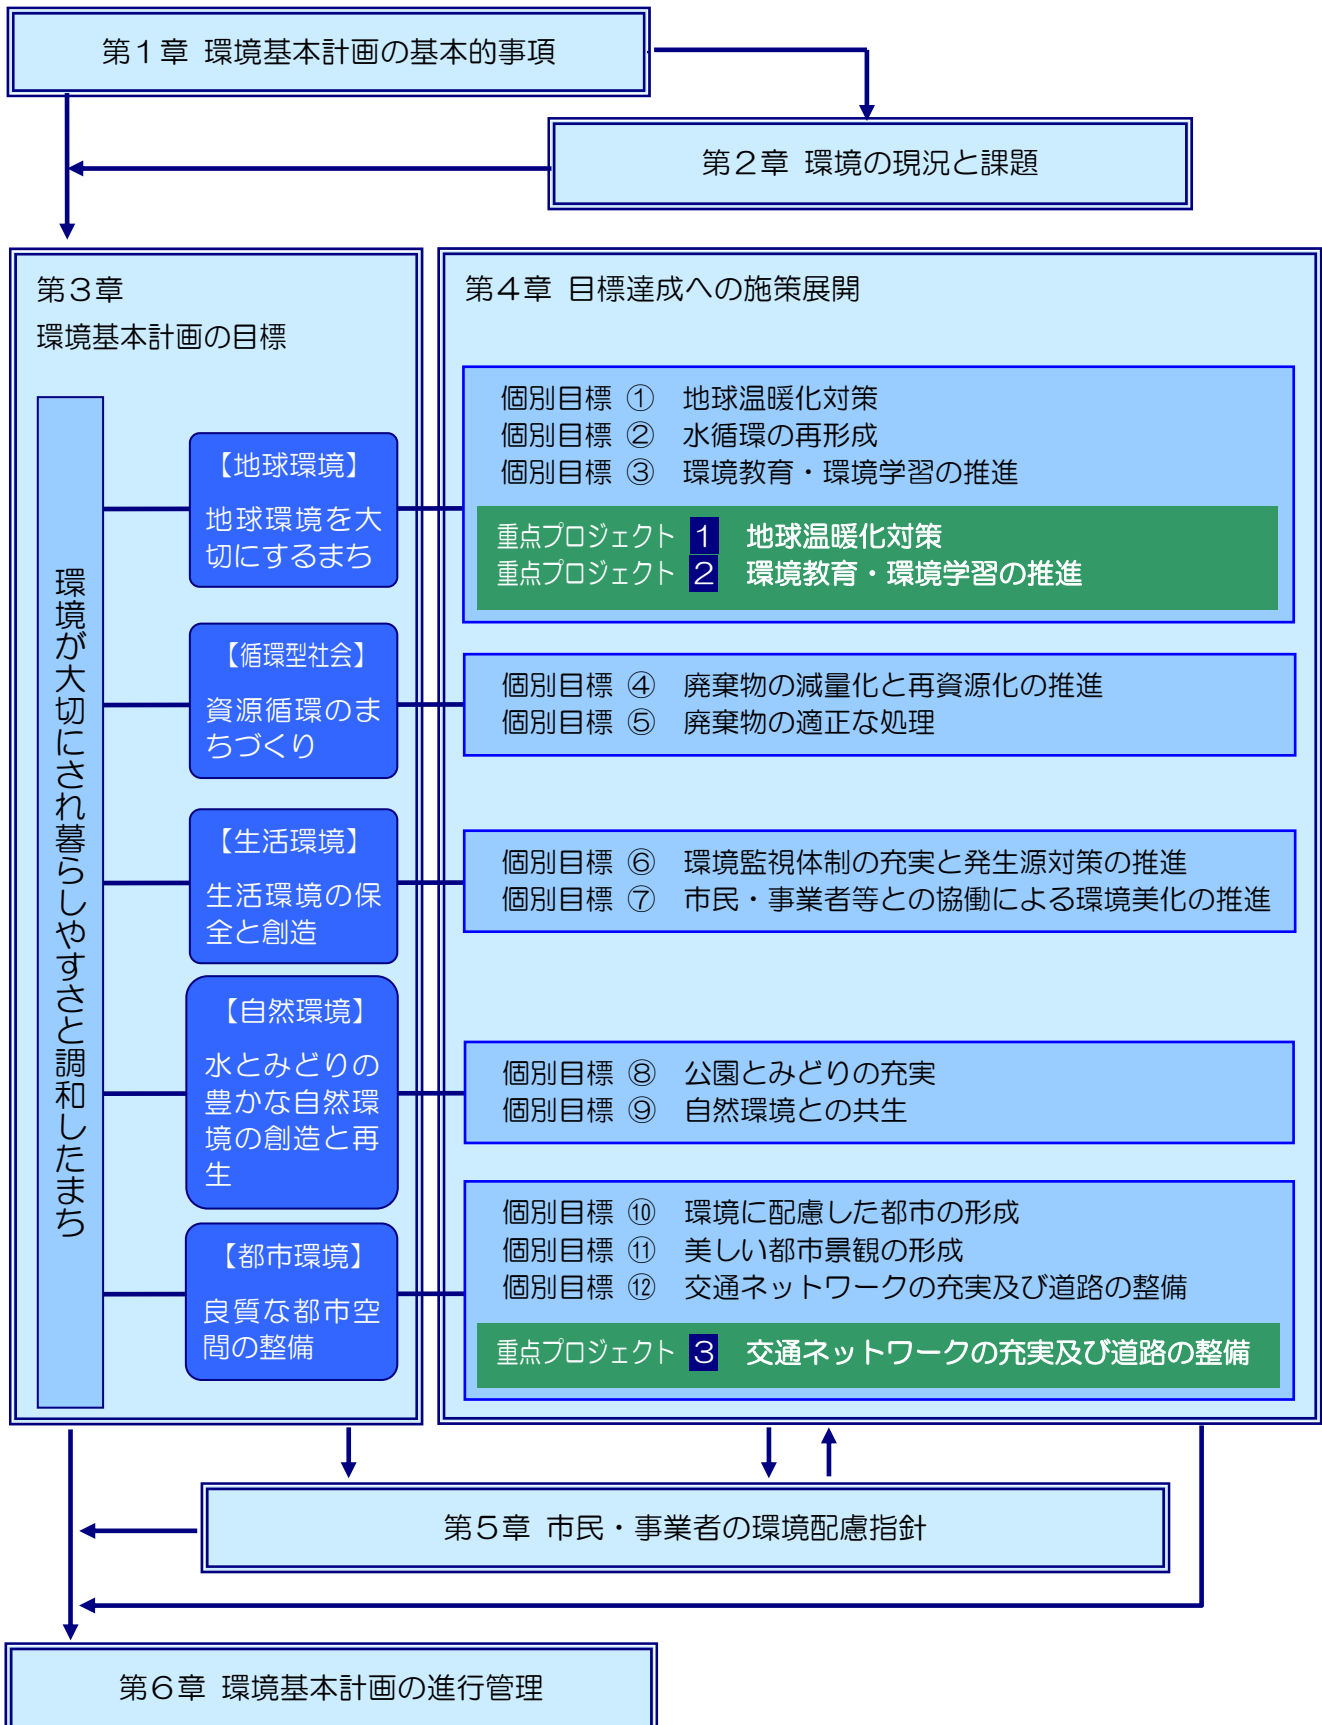 第１章 環境基本計画の基本的事項
第２章 環境の現況と課題
第３章
環境基本計画の目標
環境が大切にされ暮らしやすさと調和したまち
【地球環境】
地球環境を大
切にするまち
【循環型社会】
資源循環のま
ちづくり
【生活環境】
生活環境の保
全と創造
【自然環境】
水とみどりの
豊かな自然環
境の創造と再
生
【都市環境】
良質な都市空
間の整備
第４章 目標達成への施策展開
個別目標 ① 地球温暖化対策
個別目標 ② 水循環の再形成
個別目標 ③ 環境教育・環境学習の推進
重点プロジェクト 1 地球温暖化対策
重点プロジェクト 2 環境教育・環境学習の推進
個別目標 ④ 廃棄物の減量化と再資源化の推進
個別目標 ⑤ 廃棄物の適正な処理
個別目標 ⑥ 環境監視体制の充実と発生源対策の推進
個別目標 ⑦ 市民・事業者等との協働による環境美化の推進
個別目標 ⑧ 公園とみどりの充実
個別目標 ⑨ 自然環境との共生
個別目標 ⑩ 環境に配慮した都市の形成
個別目標 ⑪ 美しい都市景観の形成
個別目標 ⑫ 交通ネットワークの充実及び道路の整備
重点プロジェクト 3 交通ネットワークの充実及び道路の整備
第５章 市民・事業者の環境配慮指針
第６章 環境基本計画の進行管理